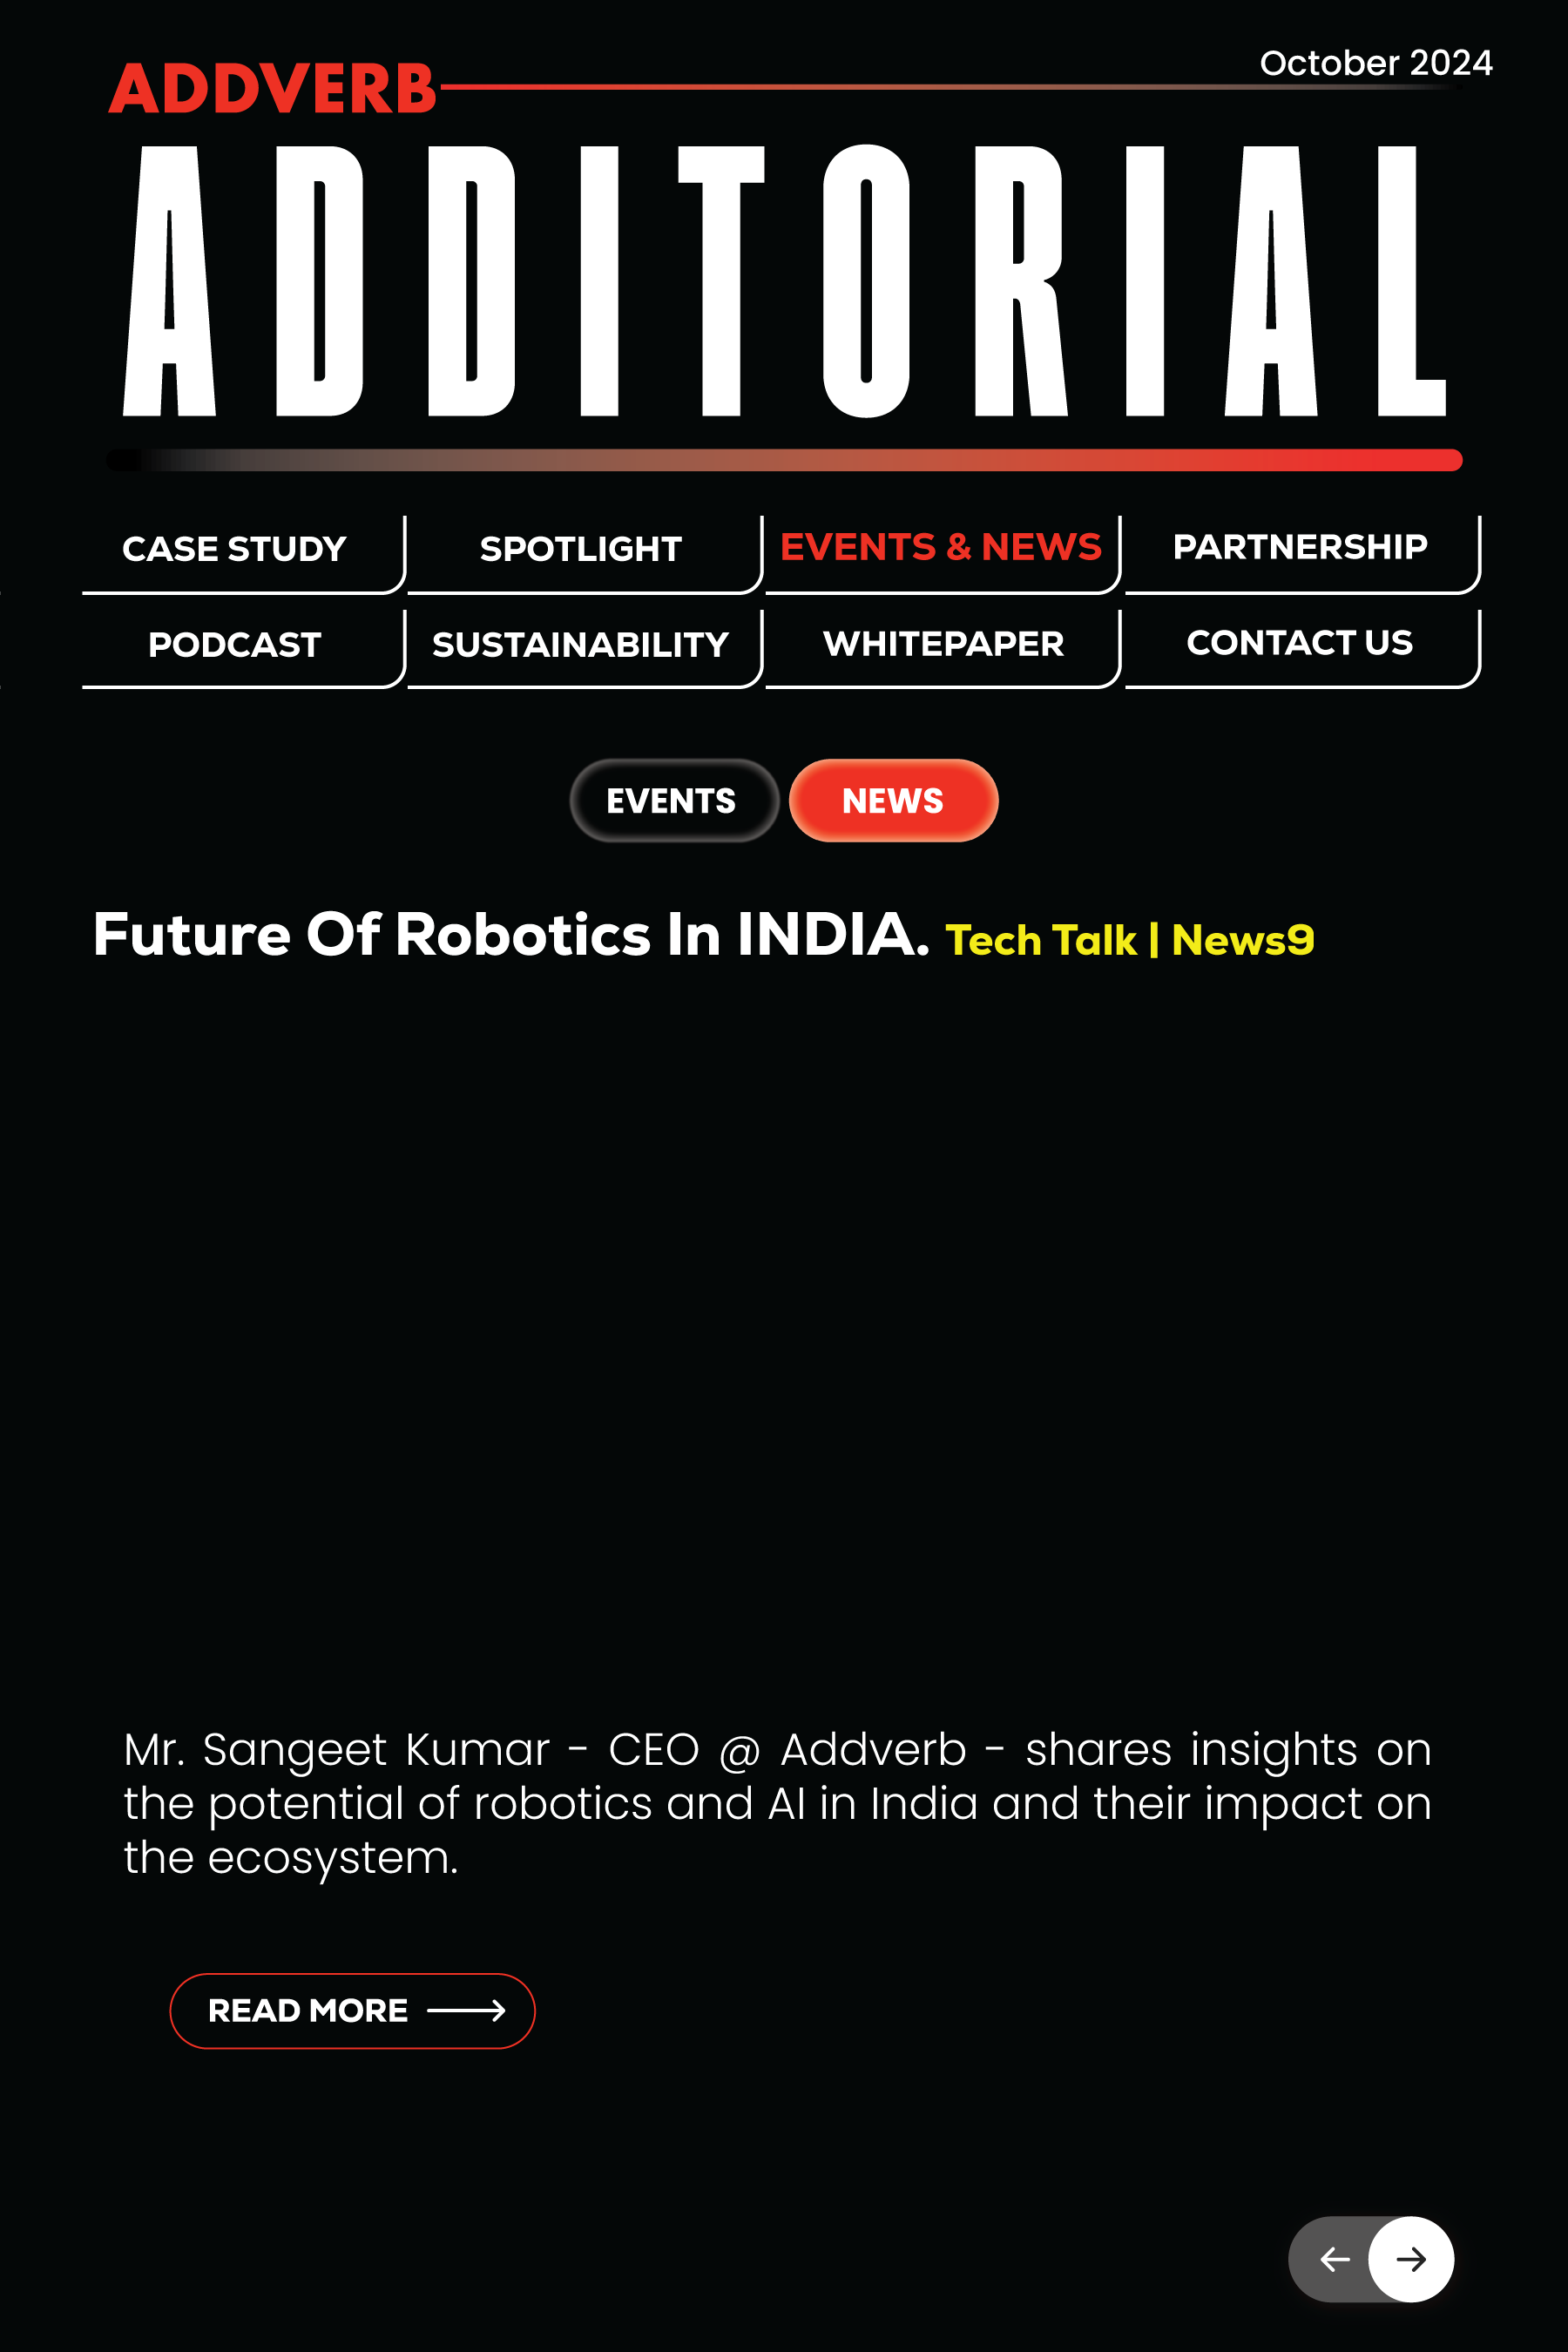 ADDVERB
October 2024
ADDITORIAL
CASE STUDY
SPOTLIGHT
EVENTS & NEWS
PARTNERSHIP
PODCAST
SUSTAINABILITY
WHITEPAPER
CONTACT US
EVENTS
NEWS
Future Of Robotics In INDIA. Tech Talk | News9
Mr. Sangeet Kumar - CEO @ Addverb - shares insights on
the potential of robotics and AI in India and their impact on
the ecosystem.
READ MORE